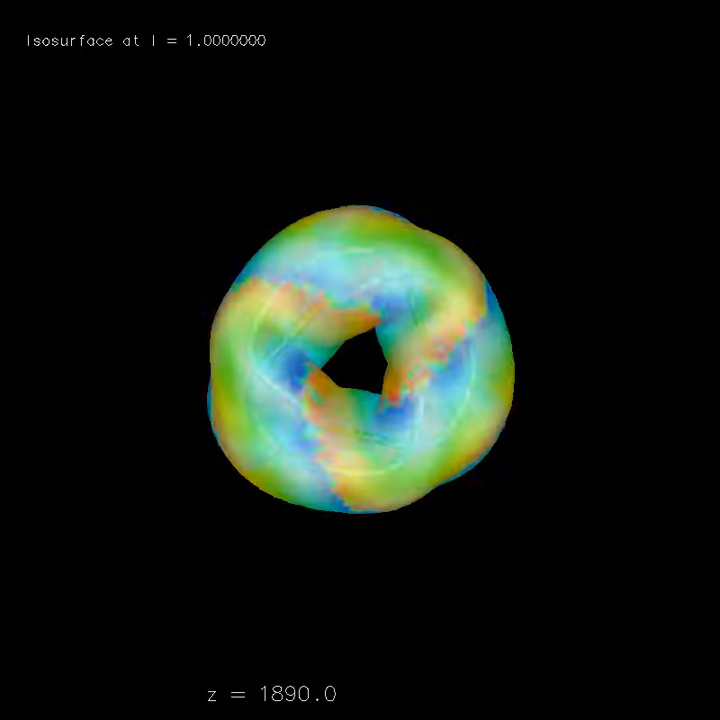 Isosurface at I = 1.0000000
z = 1890.0